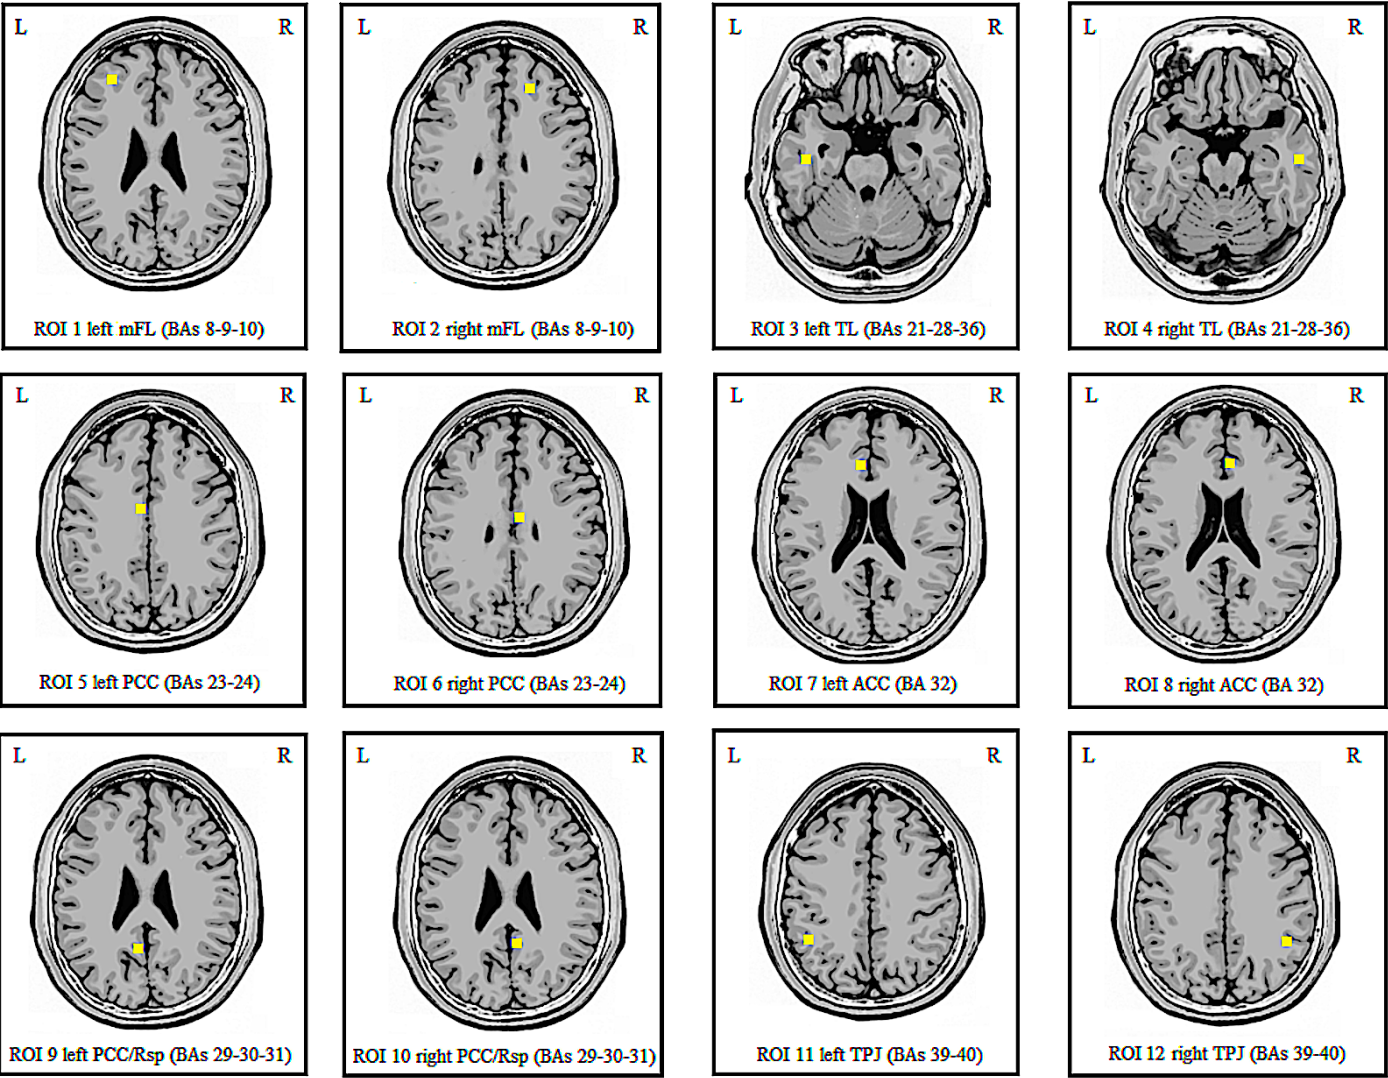 L R
ROI 1 left mFL (BAs 8-9-10)
L R
ROI 2 right mFL (BAs 8-9-10)
L R
ROI 3 left TL (BAs 21-28-36)
L R
ROI 4 right TL (BAs 21-28-36)
L R
ROI 5 left PCC (BAs 23-24)
L R
ROI 6 right PCC (BAs 23-24)
L R
ROI 7 left ACC (BA 32)
L R
ROI 8 right ACC (BA 32)
L R
ROI 9 left PCC/Rsp (BAs 29-30-31)
L R
ROI 10 right PCC/Rsp (BAs 29-30-31)
L R
ROI 11 left TPJ (BAs 39-40)
L R
ROI 12 right TPJ (BAs 39-40)